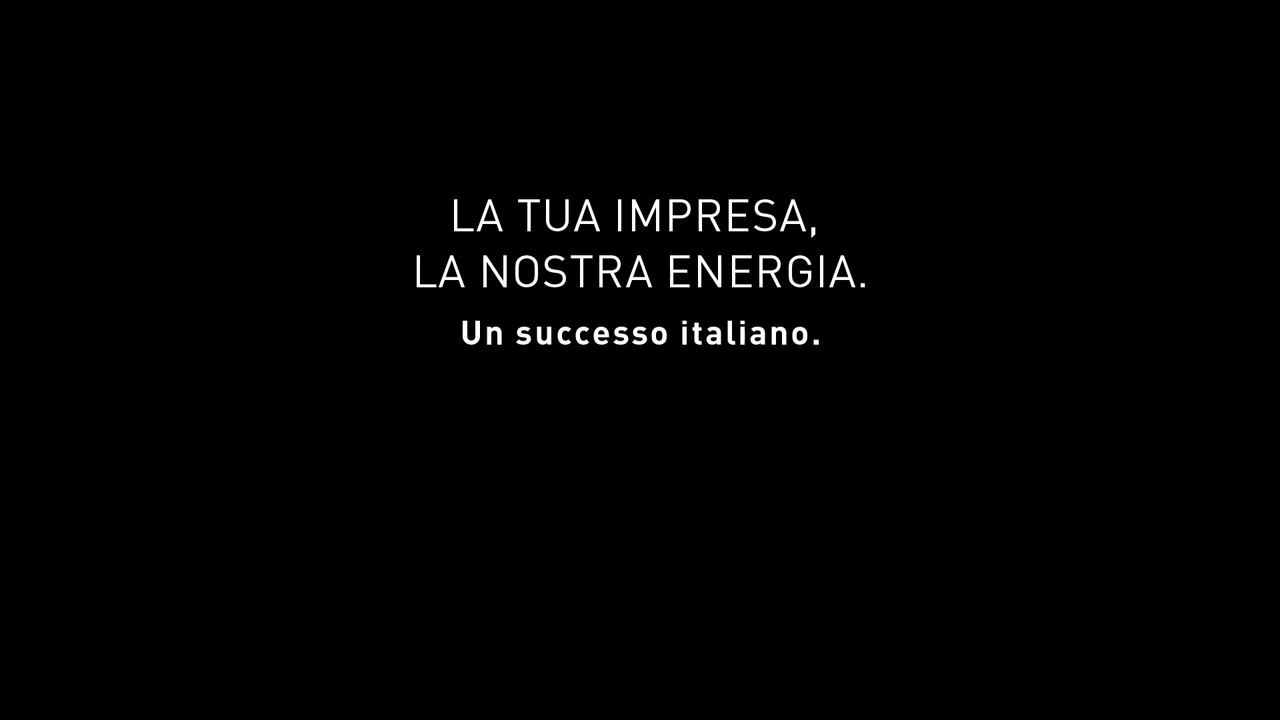 LA TUA IMPRESA,
LA NOSTRA ENERGIA.
Un successo italiano.